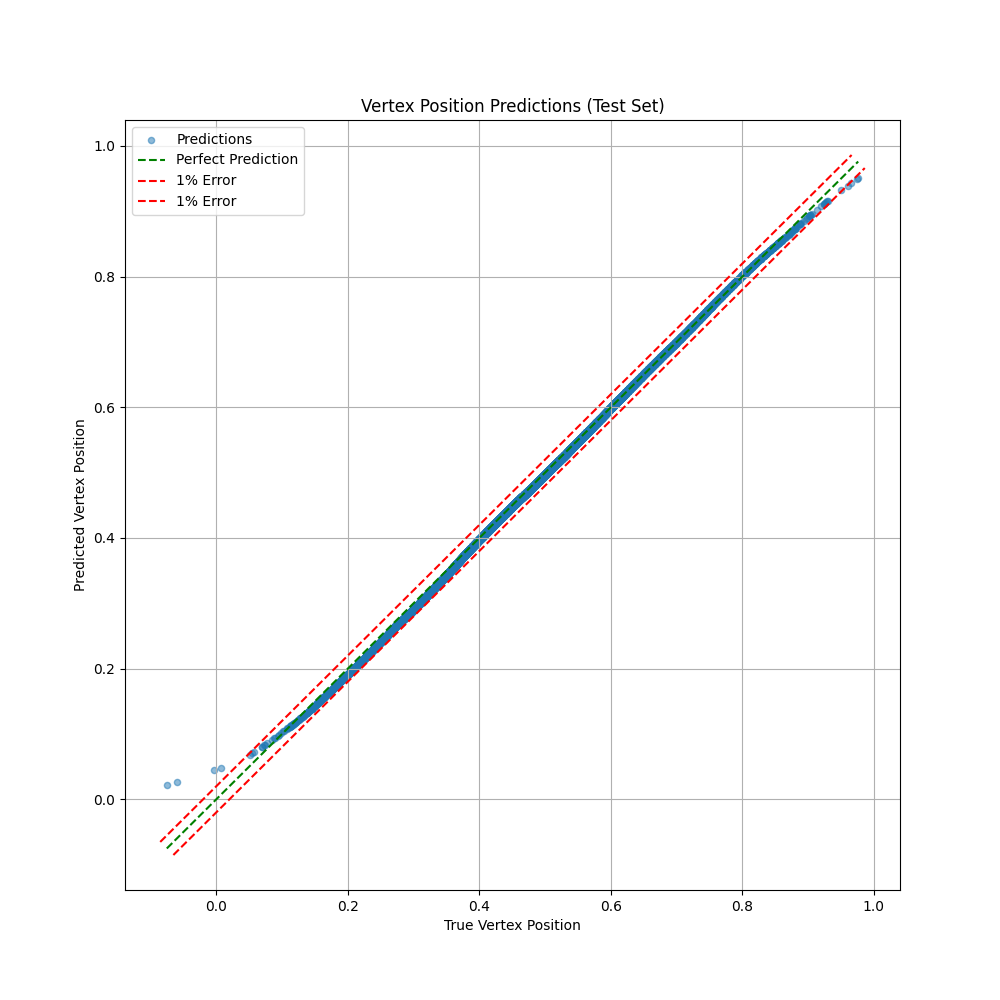 Vertex Position Predictions (Test Set)
Predictions
Perfect Prediction
1% Error
1% Error
1.0
0.8
0.6
0.4
0.2
0.0
Predicted Vertex Position
0.0 0.2 0.4 0.6 0.8 1.0
True Vertex Position